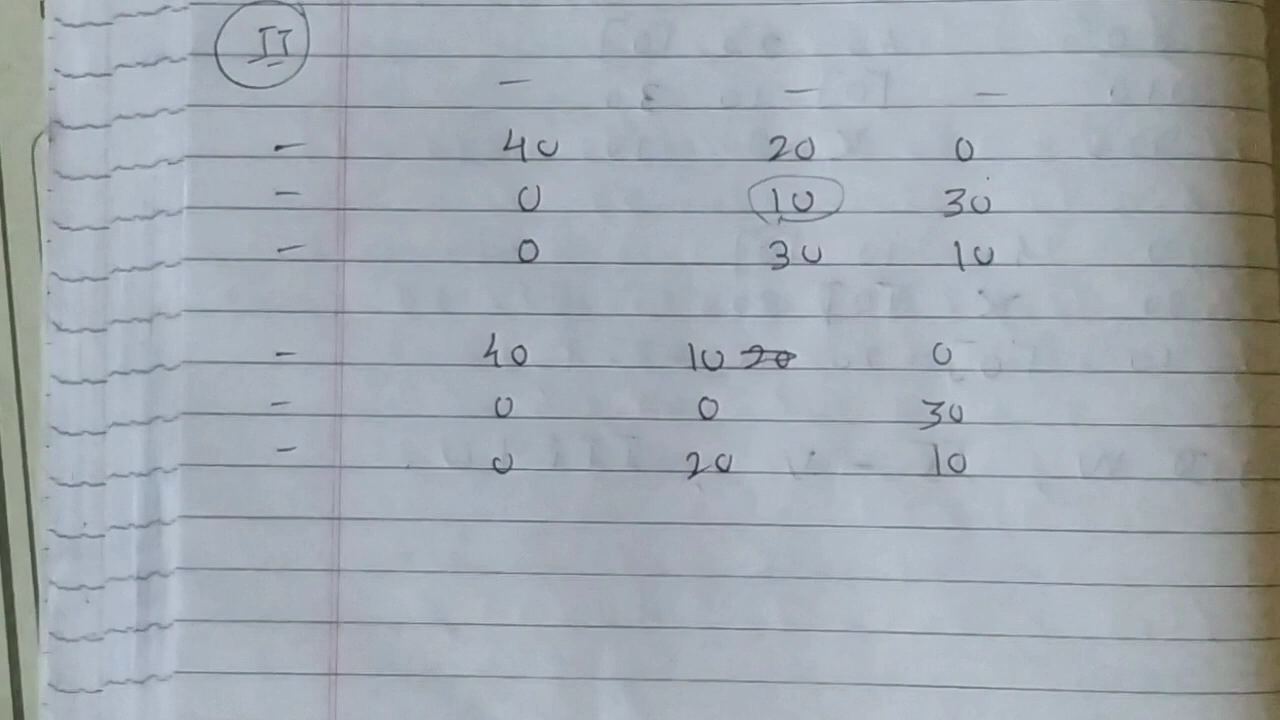 II
- - -
- 40 20 0
- 0 10 30
- 0 30 10
- 40 10 20 0
- 0 0 30
- 0 20 10